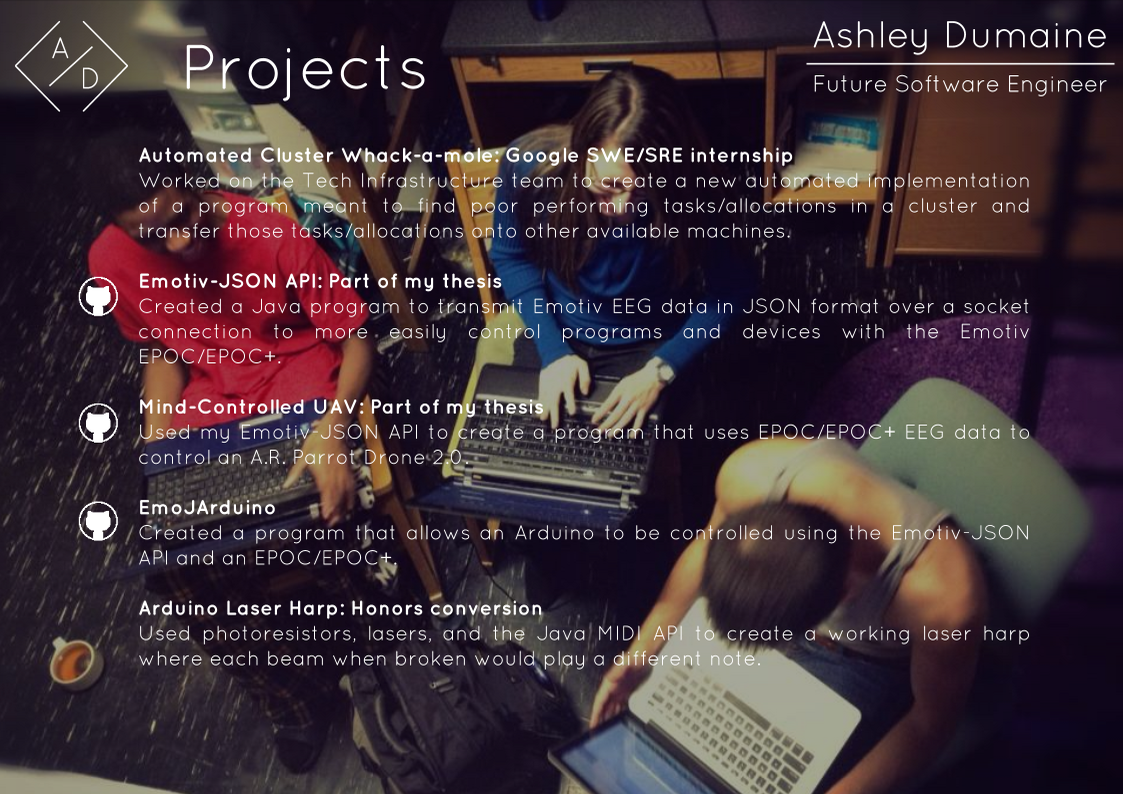 A
D
Projects
Ashley Dumaine
Future Software Engineer
Automated Cluster Whack-a-mole: Google SWE/SRE internship
Worked on the Tech Infrastructure team to create a new automated implementation
of a program meant to find poor performing tasks/allocations in a cluster and
transfer those tasks/allocations onto other available machines.
Emotiv-JSON API: Part of my thesis
Created a Java program to transmit Emotiv EEG data in JSON format over a socket
connection to more easily control programs and devices with the Emotiv
EPOC/EPOC+.
Mind-Controlled UAV: Part of my thesis
Used my Emotiv-JSON API to create a program that uses EPOC/EPOC+ EEG data to
control an A.R. Parrot Drone 2.0.
EmoJArduino
Created a program that allows an Arduino to be controlled using the Emotiv-JSON
API and an EPOC/EPOC+.
Arduino Laser Harp: Honors conversion
Used photoresistors, lasers, and the Java MIDI API to create a working laser harp
where each beam when broken would play a different note.